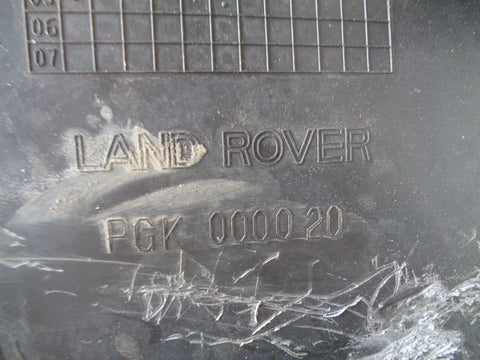 06
07
LAND ROVER
PGK 000020